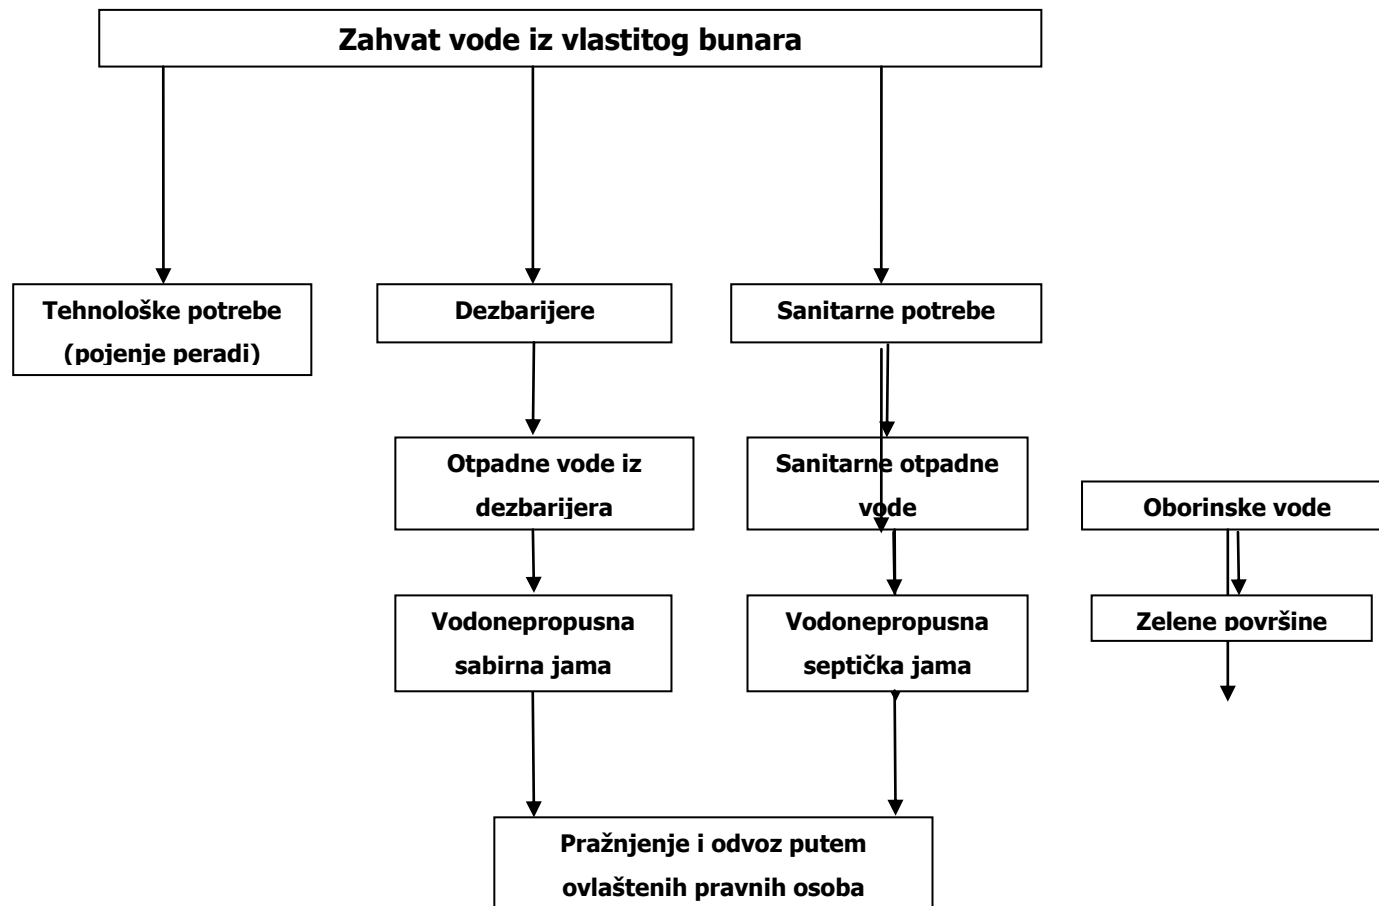 Zahvat vode iz vlastitog bunara
Tehnološke potrebe
(pojenje peradi)
Dezbarijere
Sanitarne potrebe
Otpadne vode iz
dezbarijera
Sanitarne otpadne
vode
Oborinske vode
Vodonepropusna
sabirna jama
Vodonepropusna
septička jama
Zelene površine
Pražnjenje i odvoz putem
ovlaštenih pravnih osoba